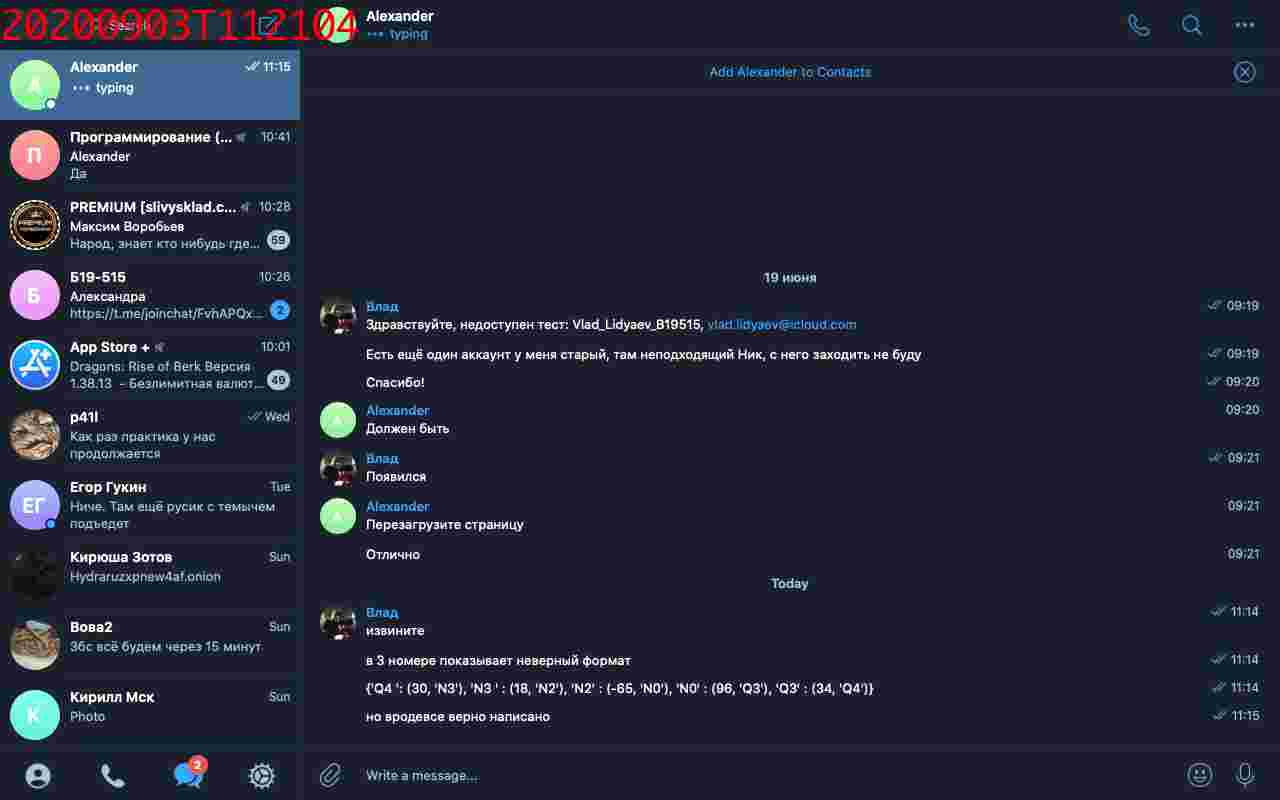 20200903T112104
Search
Alexander
11:15
typing
Программирование (...
10:41
Alexander
Да
PREMIUM [slivysklad.c...
10:28
Максим Воробьев
Народ, знает кто нибудь где...
59
Б19-515
10:26
Александра
https://t.me/joinchat/FvhAPQx...
2
App Store +
10:01
Dragons: Rise of Berk Версия
1.38.13 - Безлимитная валют...
49
p41l
Wed
Как раз практика у нас
продолжается
Егор Гукин
Tue
Ниче. Там ещё русик с темычем
подъедет
Кирюша Зотов
Sun
Hydraruzxpnew4af.onion
Вова2
Sun
Збс всё будем через 15 минут
Кирилл Мск
Sun
Photo
2
Alexander
typing
Add Alexander to Contacts
19 июня
Влад
09:19
Здравствуйте, недоступен тест: Vlad_Lidyaev_B19515, vlad.lidyaev@icloud.com
Есть ещё один аккаунт у меня старый, там неподходящий Ник, с него заходить не буду
09:19
Спасибо!
09:20
Alexander
09:20
Должен быть
Влад
09:21
Появился
Alexander
09:21
Перезагрузите страницу
Отлично
09:21
Today
Влад
11:14
извините
в 3 номере показывает неверный формат
11:14
{'Q4 ': (30, 'N3'), 'N3 ' : (18, 'N2'), 'N2' : (-65, 'N0'), 'N0' : (96, 'Q3'), 'Q3' : (34, 'Q4')}
11:14
но вродевсе верно написано
11:15
Write a message...
A
П
PREMIUM
Б
ЕГ
К
A
A